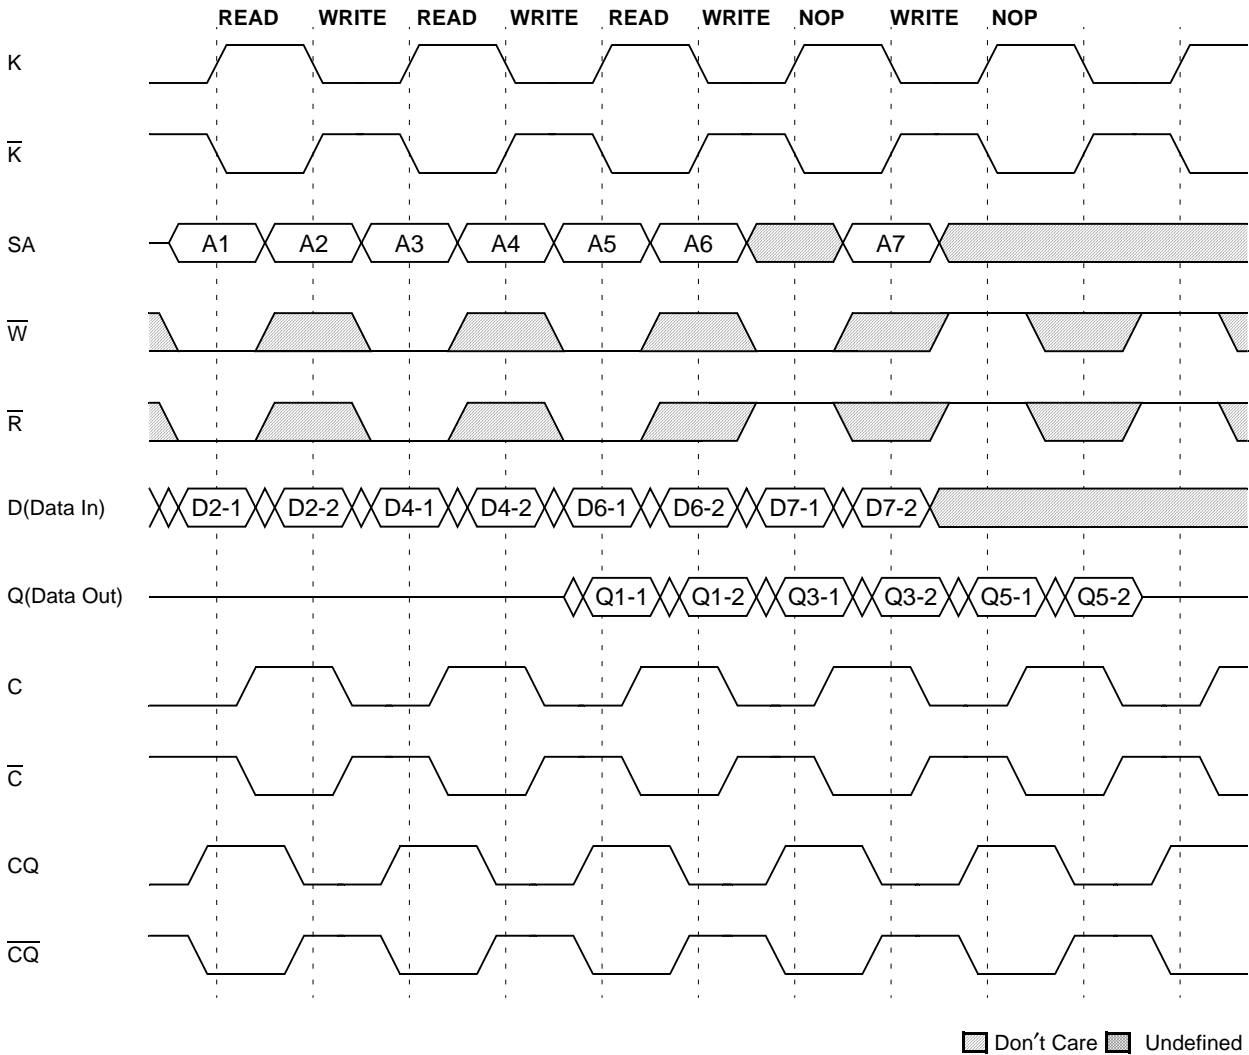 READ WRITE READ WRITE READ WRITE NOP WRITE NOP
K
K̅
SA A1 A2 A3 A4 A5 A6 A7
W̅
R̅
D(Data In) D2-1 D2-2 D4-1 D4-2 D6-1 D6-2 D7-1 D7-2
Q(Data Out) Q1-1 Q1-2 Q3-1 Q3-2 Q5-1 Q5-2
C
C̅
CQ
C̅Q̅
Don′t Care Undefined